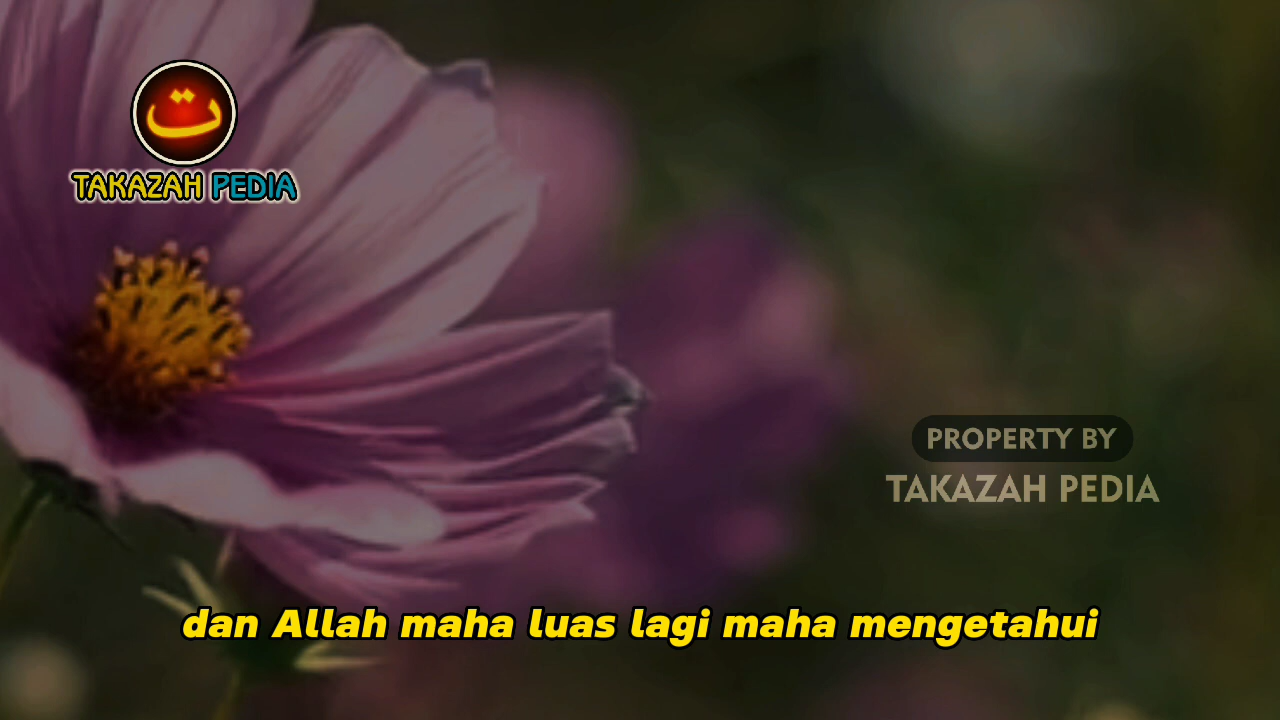 ت
TAKAZAH PEDIA
PROPERTY BY
TAKAZAH PEDIA
dan Allah maha luas lagi maha mengetahui